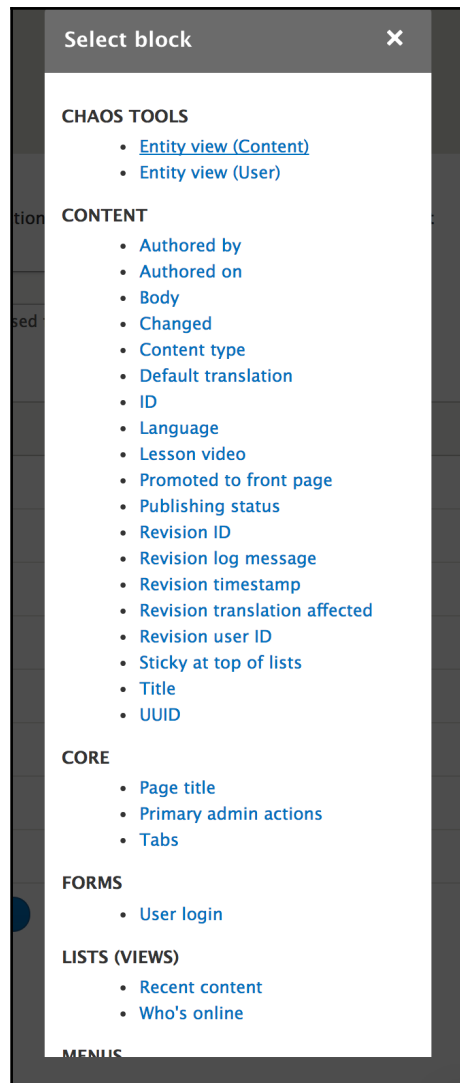 Select block
CHAOS TOOLS
Entity view (Content)
Entity view (User)
tion
CONTENT
Authored by
Authored on
Body
sed
Changed
Content type
Default translation
ID
Language
Lesson video
Promoted to front page
Publishing status
Revision ID
Revision log message
Revision timestamp
Revision translation affected
Revision user ID
Sticky at top of lists
Title
UUID
CORE
Page title
Primary admin actions
Tabs
FORMS
User login
LISTS (VIEWS)
Recent content
Who's online
MENUS